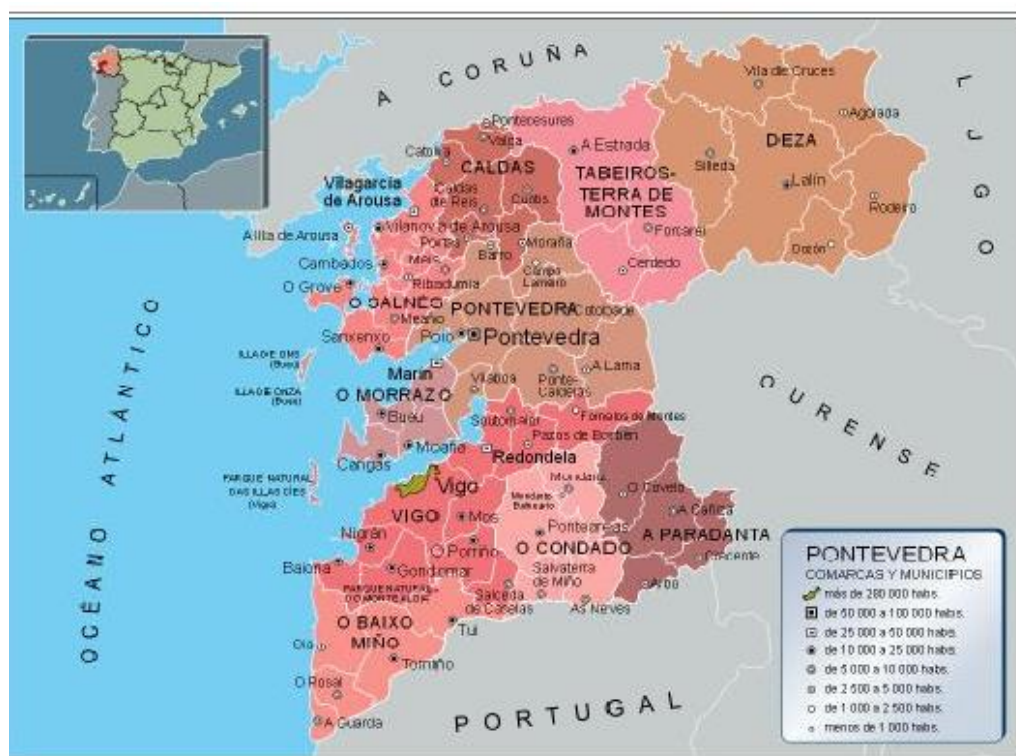 A CORUÑA
LUGO
OURENSE
PORTUGAL
OCÉANO ATLÁNTICO
Vila de Cruces
Agolada
DEZA
Silleda
Lalín
Rodeiro
Dozón
Pontecesures
Valga
Catoira
A Estrada
CALDAS
TABEIROS-
TERRA DE
MONTES
Villagarcía
de Arousa
Caldas
de Reis
Cuntis
Forcarei
A Illa de Arousa
Vilanova de Arousa
Portas
Barro
Moraña
Cerdedo
Cambados
Meis
Campo
Lameiro
O Grove
Ribadumia
O SALNÉS
PONTEVEDRA
Cotobade
Meaño
Sanxenxo
Poio
Pontevedra
ILLA DE ONS
(Bueu)
Marín
Vilaboa
Ponte-
Caldelas
A Lama
ILLA DE ONZA
(Bueu)
O MORRAZO
Bueu
Soutomaior
Fornelos de Montes
Pazos de Borbén
Moaña
Cangas
Redondela
PARQUE NATURAL
DAS ILLAS CÍES
(Vigo)
Vigo
Mondariz
Mondariz
Balneario
O Covelo
VIGO
Mos
A Cañiza
Nigrán
Ponteareas
A PARADANTA
O Porriño
O CONDADO
Crecente
Baiona
Gondomar
Salvaterra
de Miño
PARQUE NATURAL
DO MONTE ALOIA
Salceda
de Caselas
As Neves
Arbo
O BAIXO
MIÑO
Tui
Oia
Tomiño
O Rosal
A Guarda
PONTEVEDRA
COMARCAS Y MUNICIPIOS
más de 280 000 habs.
de 50 000 a 100 000 habs.
de 25 000 a 50 000 habs.
de 10 000 a 25 000 habs.
de 5 000 a 10 000 habs.
de 2 500 a 5 000 habs.
de 1 000 a 2 500 habs.
menos de 1 000 habs.